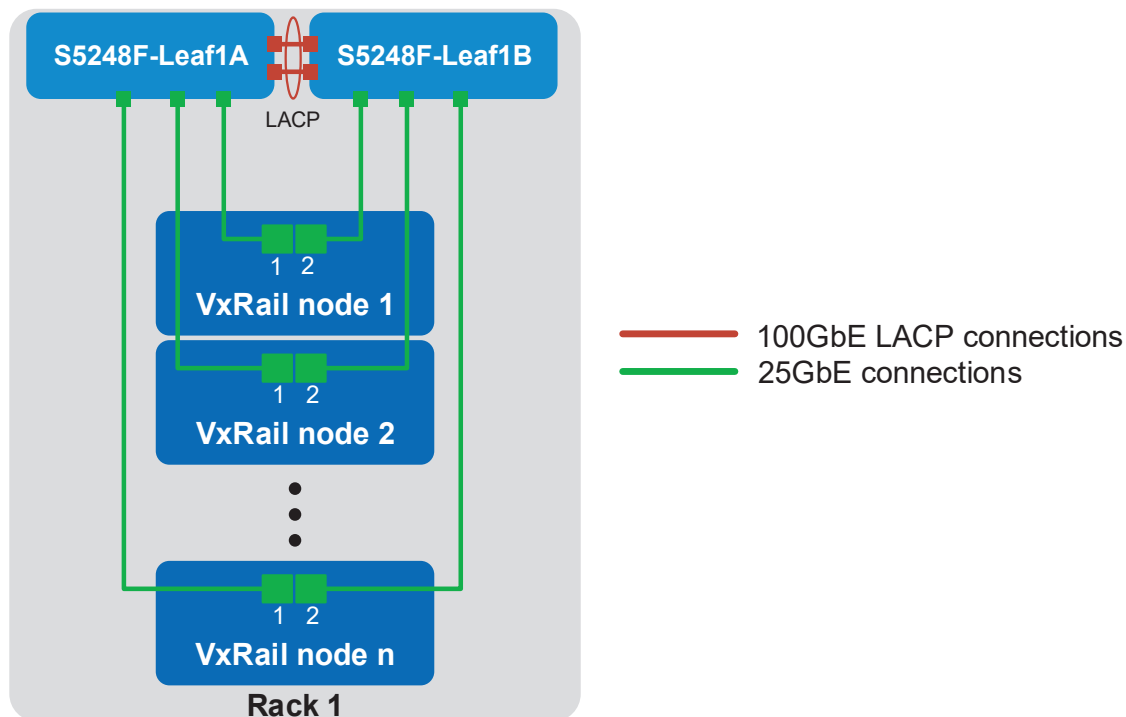 S5248F-Leaf1A
S5248F-Leaf1B
LACP
1 2
VxRail node 1
1 2
VxRail node 2
1 2
VxRail node n
Rack 1
100GbE LACP connections
25GbE connections